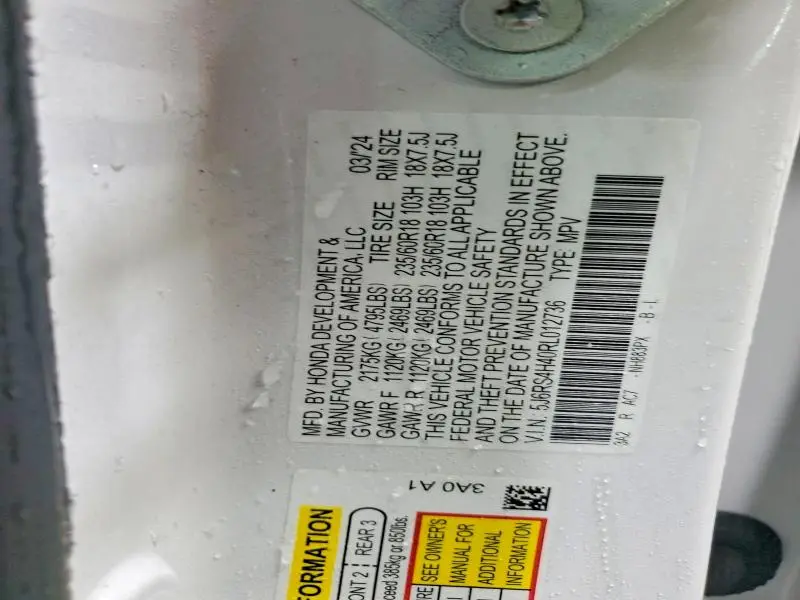 MFD. BY HONDA DEVELOPMENT &
MANUFACTURING OF AMERICA, LLC 03/24
GVWR 2175KG( 4795LBS) TIRE SIZE RIM SIZE
GAWR F 1120KG( 2469LBS) 235/60R18 103H 18X7.5J
GAWR R 1120KG( 2469LBS) 235/60R18 103H 18X7.5J
THIS VEHICLE CONFORMS TO ALL APPLICABLE
FEDERAL MOTOR VEHICLE SAFETY
AND THEFT PREVENTION STANDARDS IN EFFECT
ON THE DATE OF MANUFACTURE SHOWN ABOVE.
V.I.N: 5J6RS4H40RL012736 TYPE: MPV
3A2 R AC7 -NH883PX -B - L
3A0 A1
REAR 3
SEE OWNER'S
MANUAL FOR
ADDITIONAL
INFORMATION